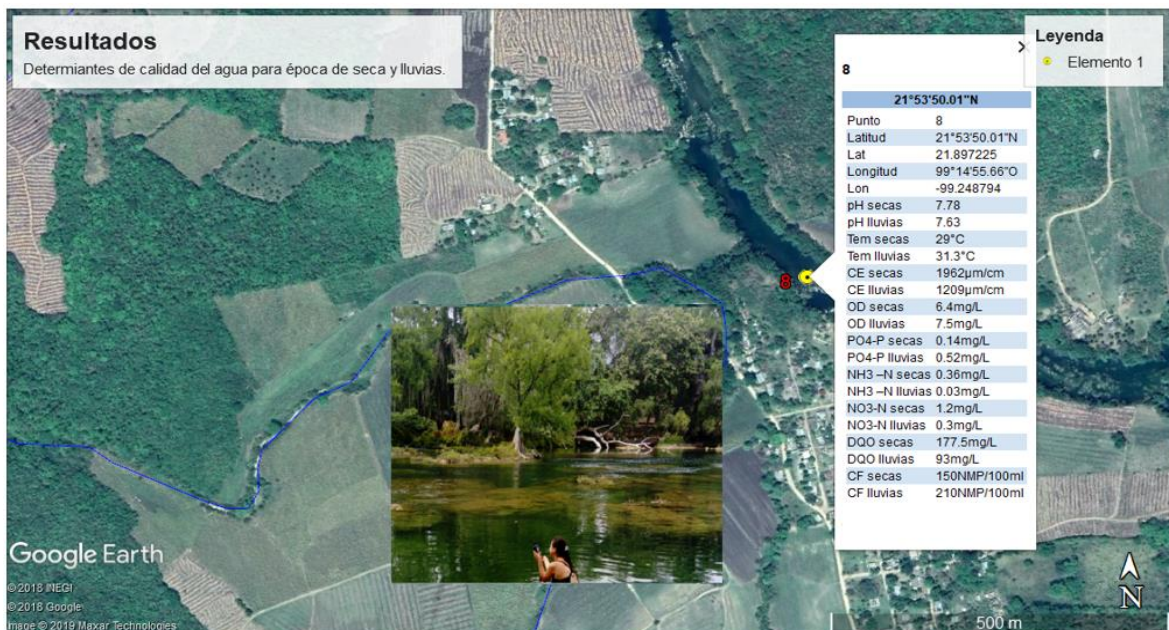 Resultados
Determiantes de calidad del agua para época de seca y lluvias.
Leyenda
Elemento 1
8
21°53'50.01"N
Punto 8
Latitud 21°53'50.01"N
Lat 21.897225
Longitud 99°14'55.66"O
Lon -99.248794
pH secas 7.78
pH lluvias 7.63
Tem secas 29°C
Tem lluvias 31.3°C
CE secas 1962µm/cm
CE lluvias 1209µm/cm
OD secas 6.4mg/L
OD lluvias 7.5mg/L
PO4-P secas 0.14mg/L
PO4-P lluvias 0.52mg/L
NH3 –N secas 0.36mg/L
NH3 –N lluvias 0.03mg/L
NO3-N secas 1.2mg/L
NO3-N lluvias 0.3mg/L
DQO secas 177.5mg/L
DQO lluvias 93mg/L
CF secas 150NMP/100ml
CF lluvias 210NMP/100ml
8
Google Earth
© 2018 INEGI
© 2018 Google
Image © 2019 Maxar Technologies
N
500 m